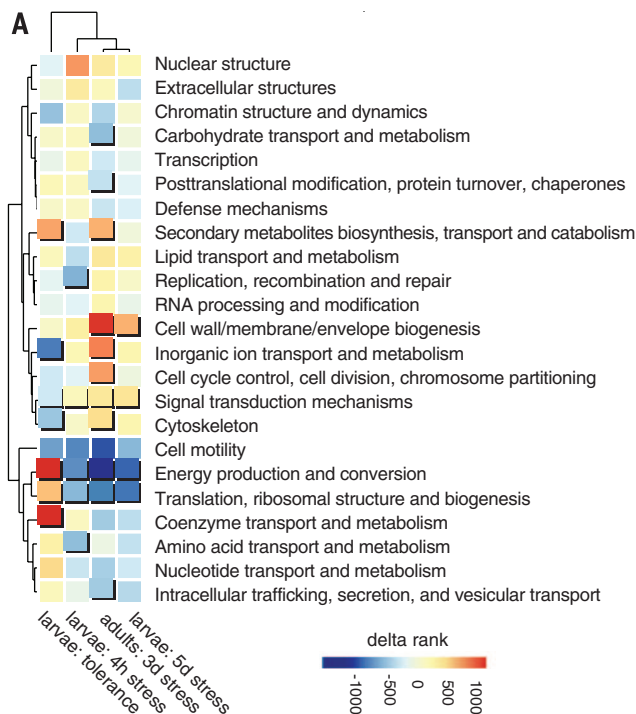 A
Nuclear structure
Extracellular structures
Chromatin structure and dynamics
Carbohydrate transport and metabolism
Transcription
Posttranslational modification, protein turnover, chaperones
Defense mechanisms
Secondary metabolites biosynthesis, transport and catabolism
Lipid transport and metabolism
Replication, recombination and repair
RNA processing and modification
Cell wall/membrane/envelope biogenesis
Inorganic ion transport and metabolism
Cell cycle control, cell division, chromosome partitioning
Signal transduction mechanisms
Cytoskeleton
Cell motility
Energy production and conversion
Translation, ribosomal structure and biogenesis
Coenzyme transport and metabolism
Amino acid transport and metabolism
Nucleotide transport and metabolism
Intracellular trafficking, secretion, and vesicular transport
larvae: tolerance
larvae: 4h stress
adults: 3d stress
larvae: 5d stress
delta rank
-1000
-500
0
500
1000